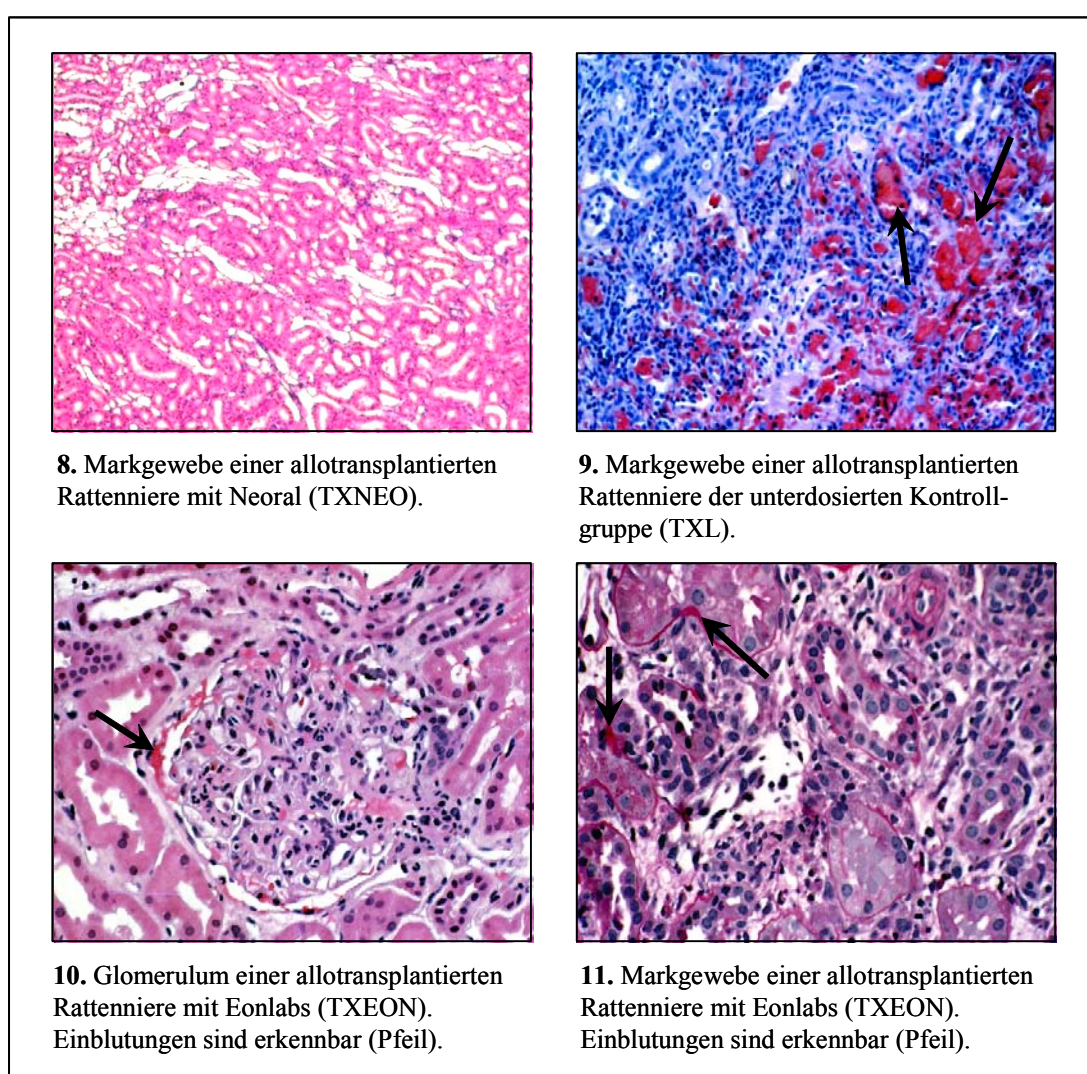 8. Markgewebe einer allotransplantierten
Rattenniere mit Neoral (TXNEO).
9. Markgewebe einer allotransplantierten
Rattenniere der unterdosierten Kontroll-
gruppe (TXL).
10. Glomerulum einer allotransplantierten
Rattenniere mit Eonlabs (TXEON).
Einblutungen sind erkennbar (Pfeil).
11. Markgewebe einer allotransplantierten
Rattenniere mit Eonlabs (TXEON).
Einblutungen sind erkennbar (Pfeil).